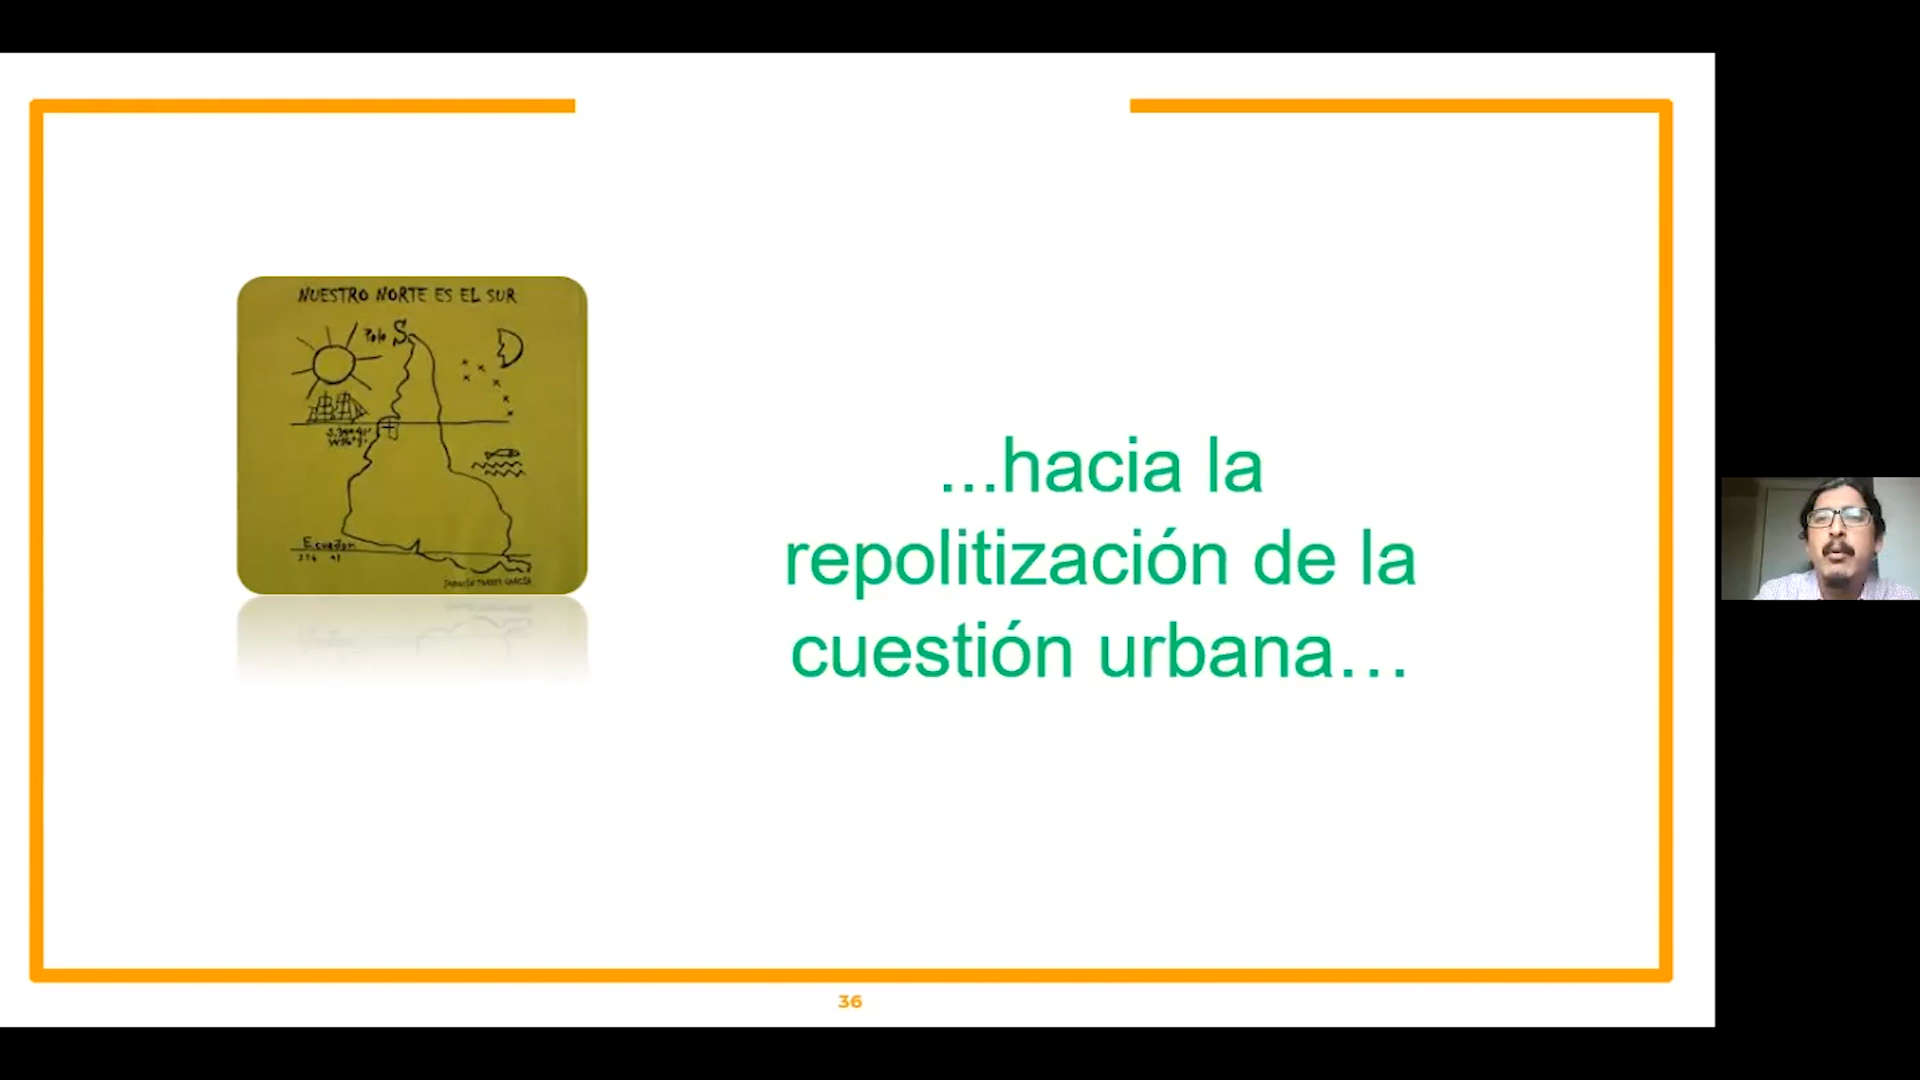 NUESTRO NORTE ES EL SUR
Polo S.
Ecuador
...hacia la
repolitización de la
cuestión urbana…
36